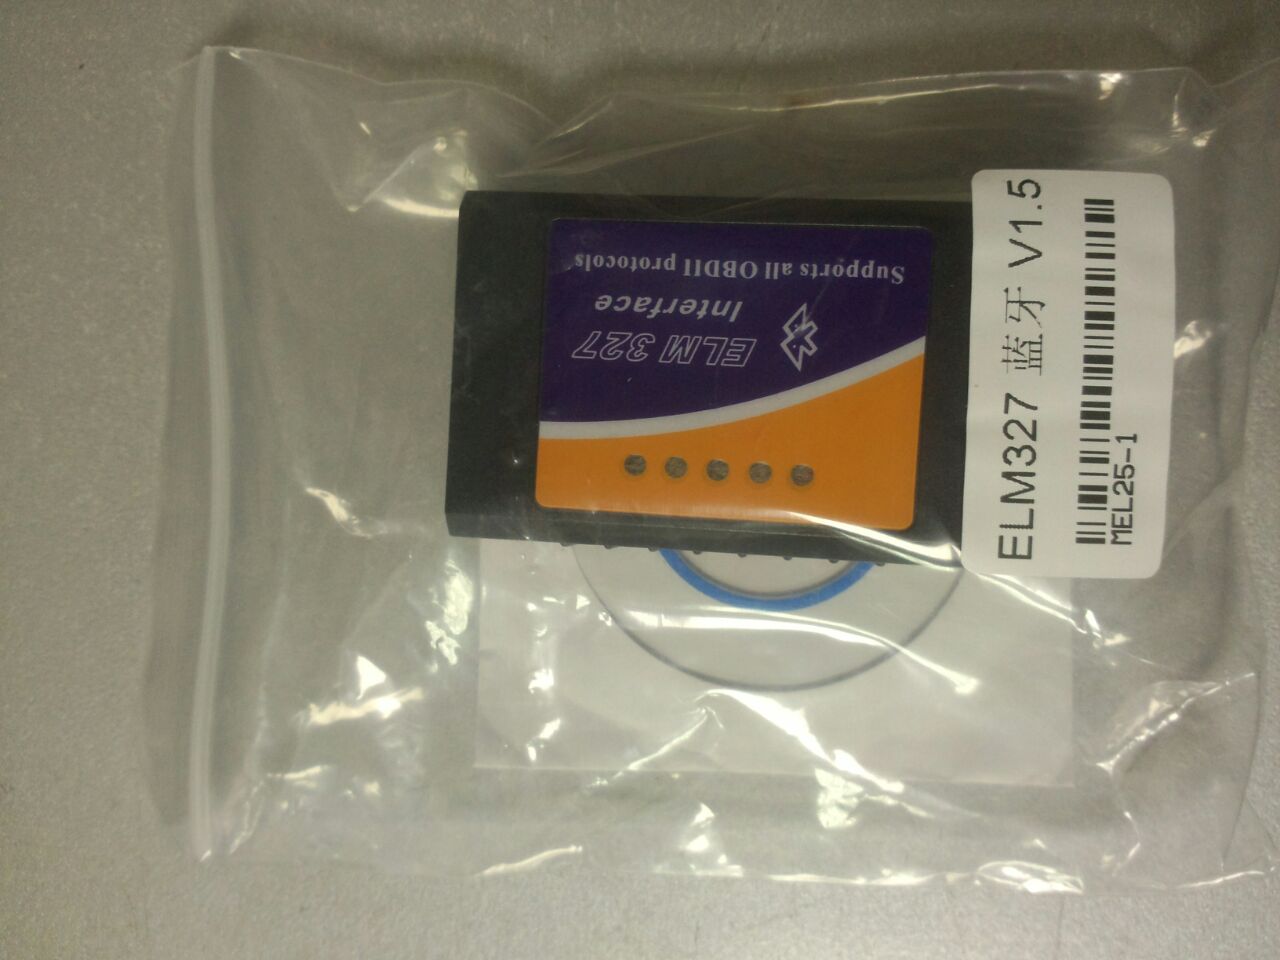 ELM 327
Interface
Supports all OBDII protocols
ELM327 蓝牙 V1.5
MEL25-1